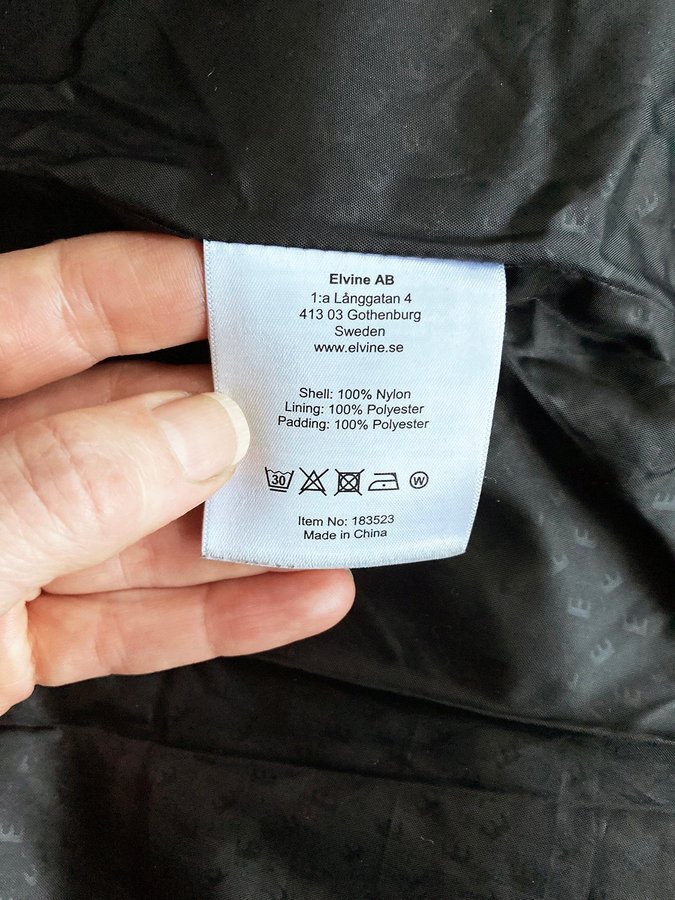 Elvine AB
1:a Långgatan 4
413 03 Gothenburg
Sweden
www.elvine.se
Shell: 100% Nylon
Lining: 100% Polyester
Padding: 100% Polyester
30 W
Item No: 183523
Made in China